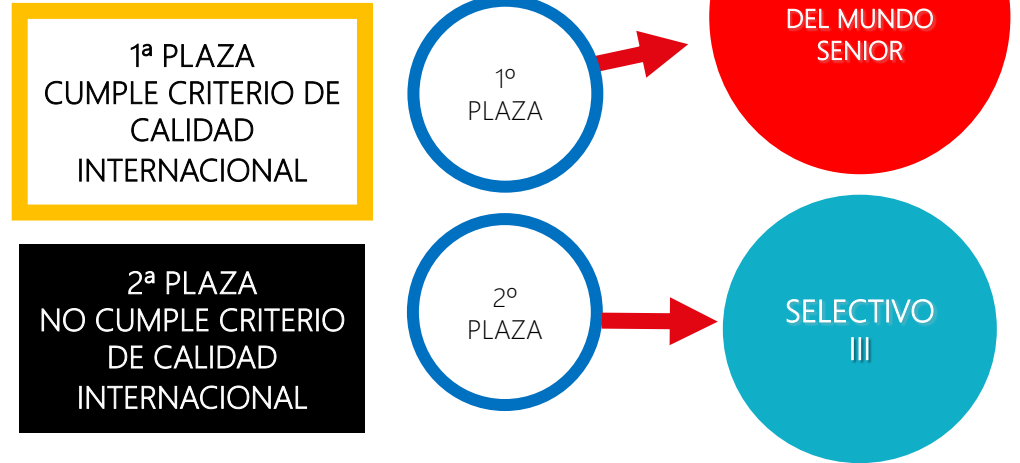 1ª PLAZA
CUMPLE CRITERIO DE
CALIDAD
INTERNACIONAL
1º
PLAZA
DEL MUNDO
SENIOR
2ª PLAZA
NO CUMPLE CRITERIO
DE CALIDAD
INTERNACIONAL
2º
PLAZA
SELECTIVO
III